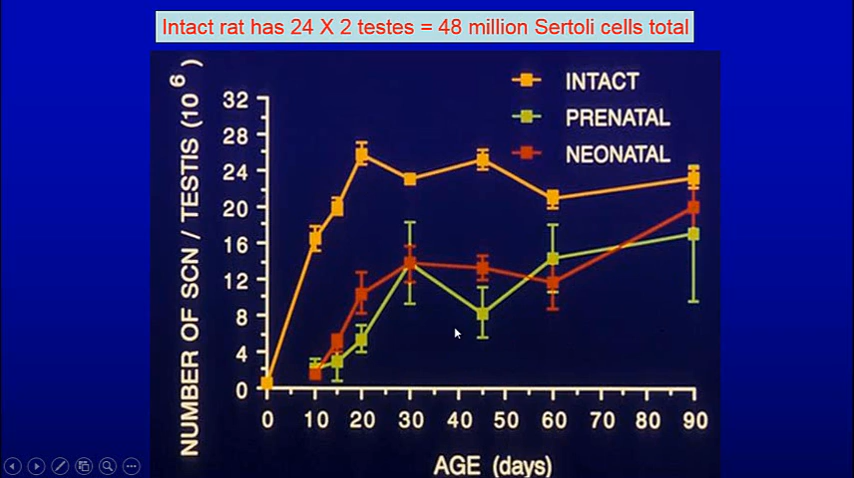 Intact rat has 24 X 2 testes = 48 million Sertoli cells total
NUMBER OF SCN / TESTIS (10 6 )
32
28
24
20
16
12
8
4
0
INTACT
PRENATAL
NEONATAL
0 10 20 30 40 50 60 70 80 90
AGE (days)